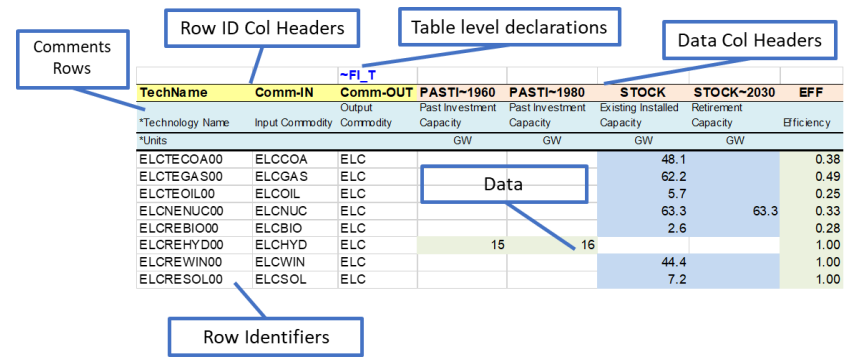 Row ID Col Headers
Table level declarations
Data Col Headers
Comments
Rows
~FI_T
TechName Comm-IN Comm-OUT PASTI~1960 PASTI~1980 STOCK STOCK~2030 EFF
*Technology Name Input Commodity Output Commodity Past Investment Capacity Past Investment Capacity Existing Installed Capacity Retirement Capacity Efficiency
*Units GW GW GW GW
ELCTECOA00 ELCCOA ELC 48.1 0.38
ELCTEGAS00 ELCGAS ELC 62.2 0.49
ELCTEOIL00 ELCOIL ELC 5.7 0.25
ELCNENUC00 ELCNUC ELC 63.3 63.3 0.33
ELCREBIO00 ELCBIO ELC 2.6 0.28
ELCREHYD00 ELCHYD ELC 15 16 1.00
ELCREWIN00 ELCWIN ELC 44.4 1.00
ELCRESOL00 ELCSOL ELC 7.2 1.00
Data
Row Identifiers